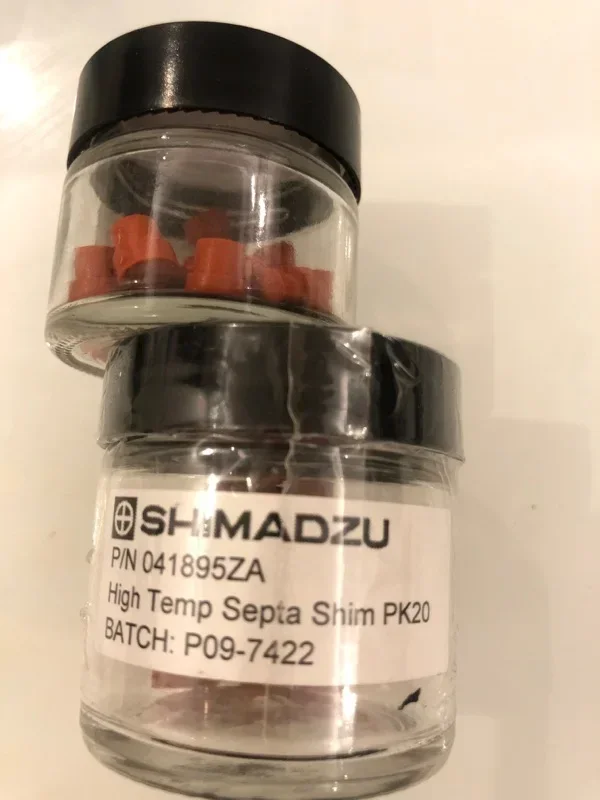 SHIMADZU
P/N 041895ZA
High Temp Septa Shim PK20
BATCH: P09-7422